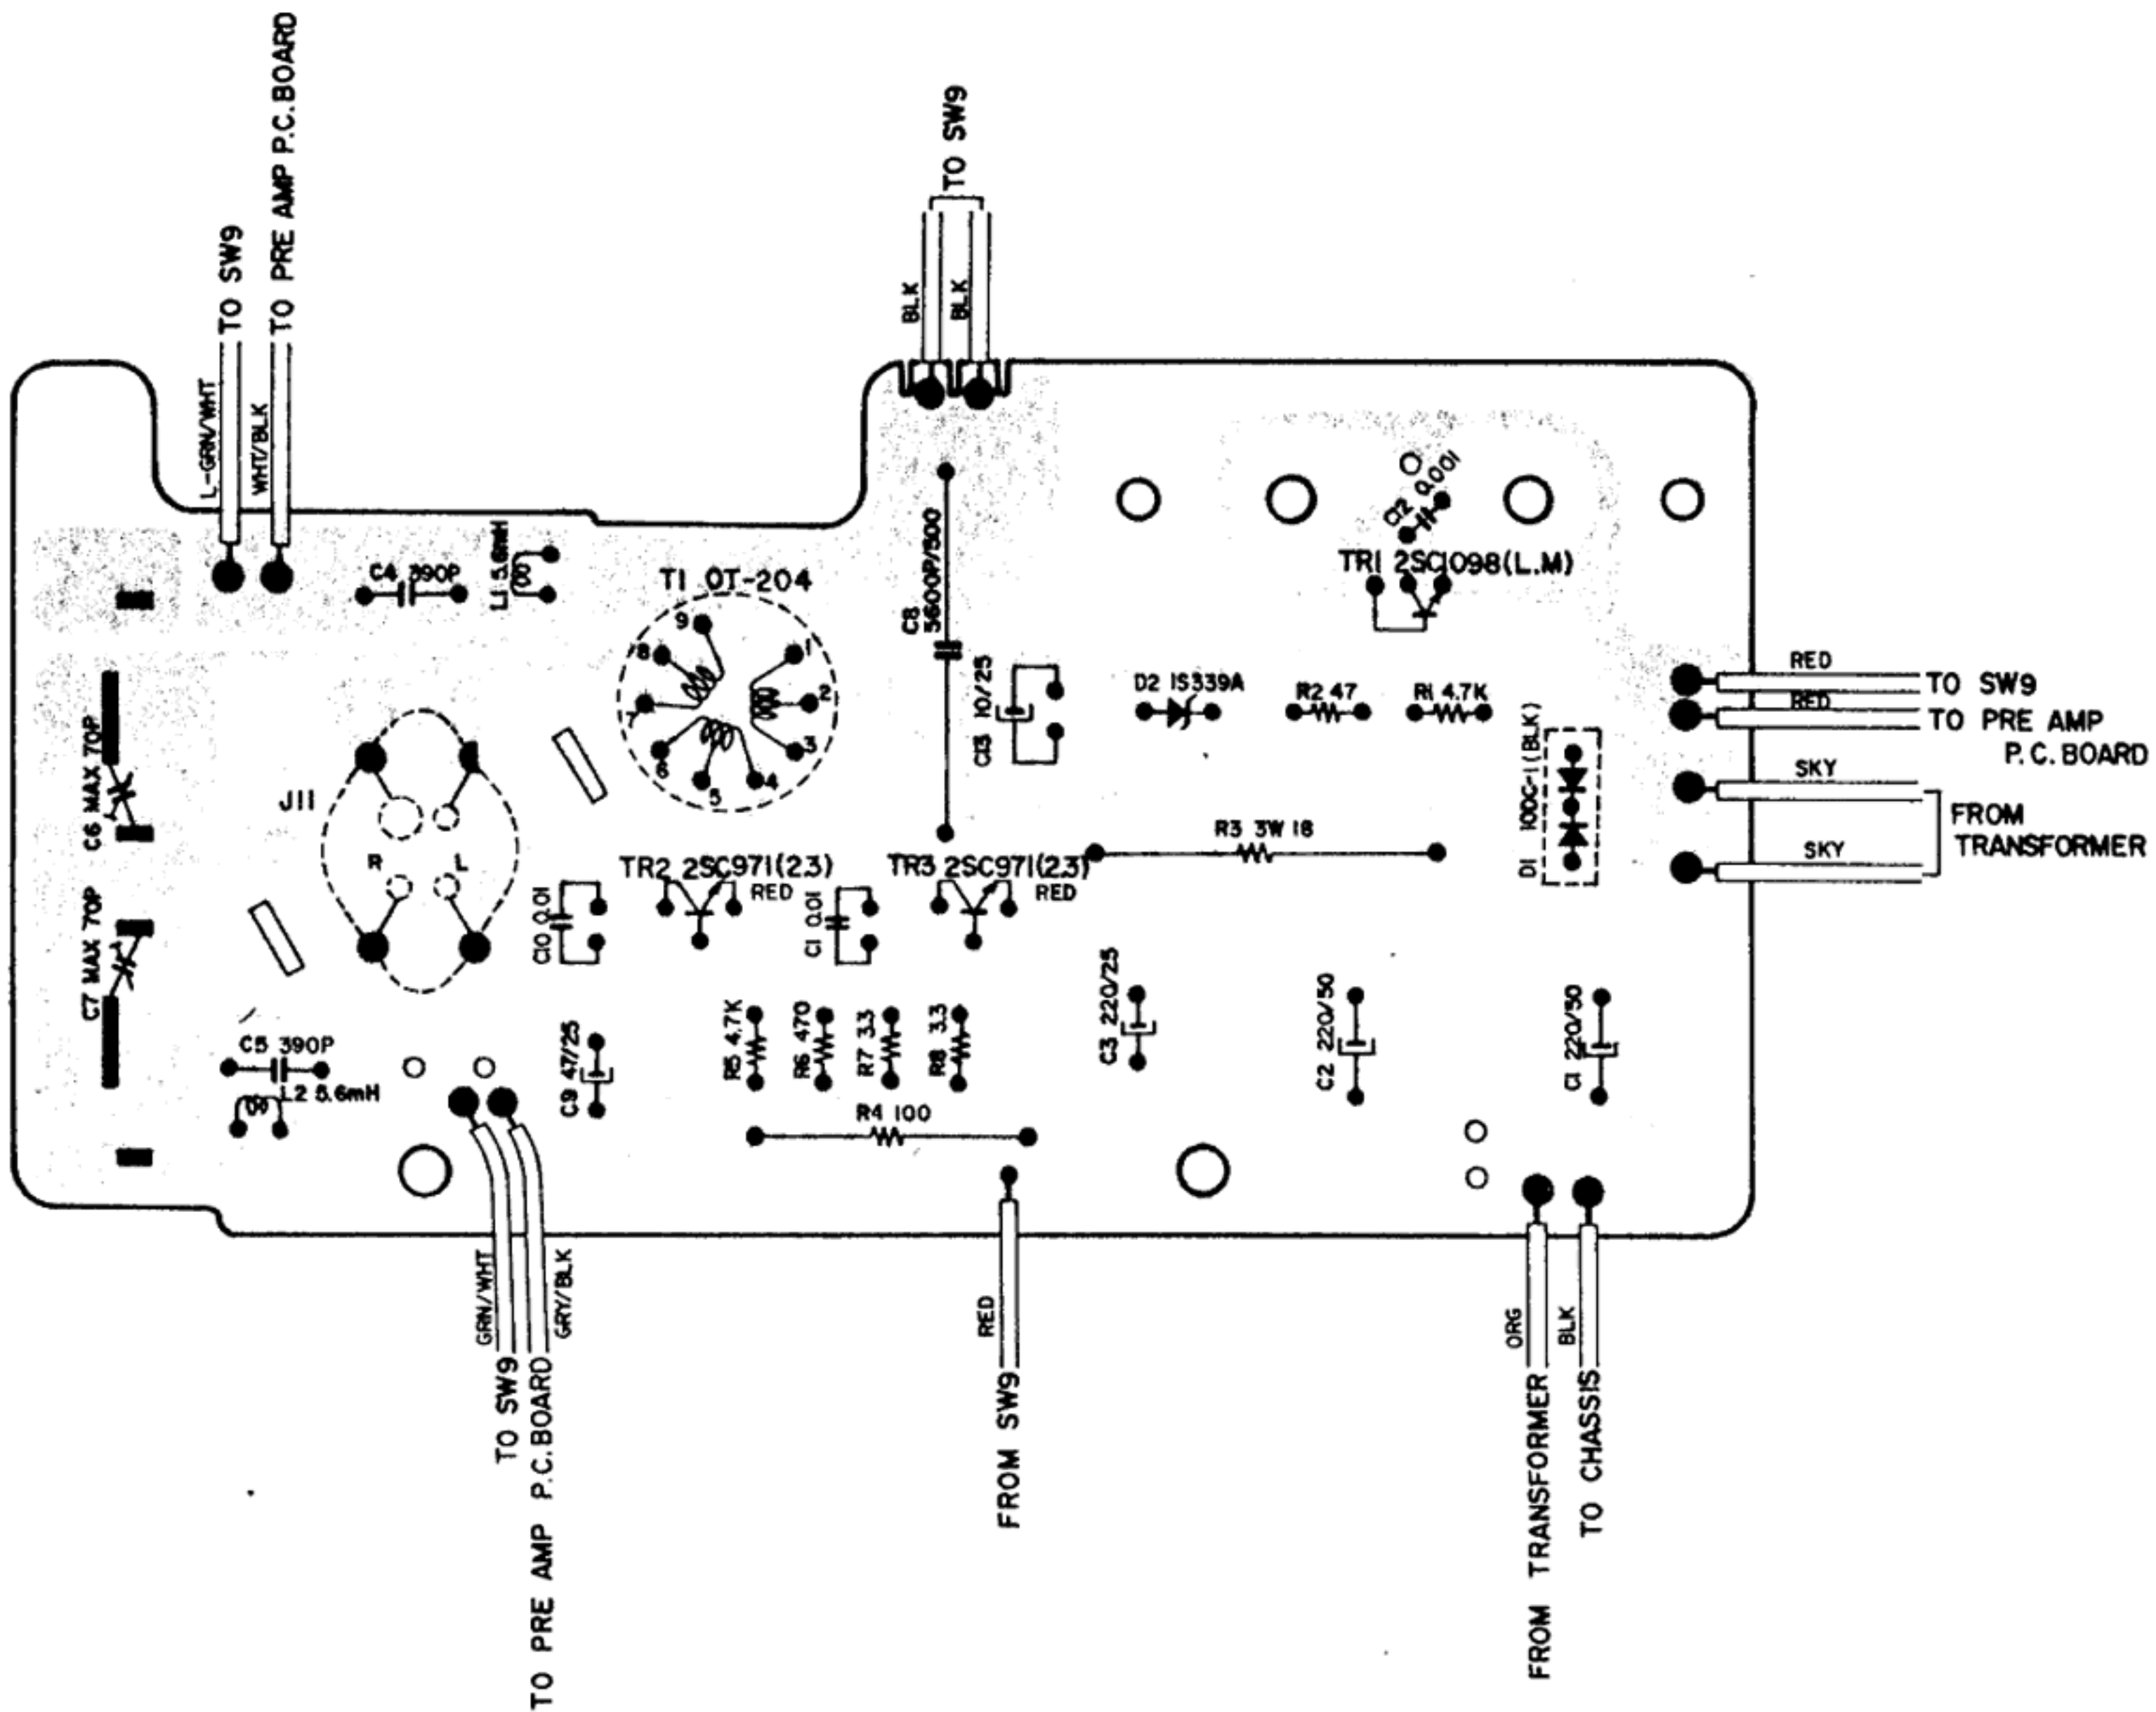 TO SW9
TO PRE AMP P.C.BOARD
L-GRN/WHT
WHT/BLK
TO SW9
BLK
BLK
C4 390P
L1 5.6mH
T1 OT-204
9
8
7
6
5
4
3
2
1
C8
5600P/500
C12 0.001
TR1 2SC1098(L.M)
C13 10/25
D2 IS339A
R2 47
R1 4.7K
RED
TO SW9
RED
TO PRE AMP
P.C.BOARD
SKY
FROM
TRANSFORMER
SKY
D1 100C-1(BLK)
C6 MAX 70P
C7 MAX 70P
J11
R
L
R3 3W 18
TR2 2SC971(2.3)
RED
TR3 2SC971(2.3)
RED
C10 0.01
C1 0.01
C5 390P
L2 5.6mH
C9 47/25
R5 4.7K
R6 470
R7 3.3
R8 3.3
R4 100
C3 220/25
C2 220/50
C1 220/50
GRN/WHT
GRY/BLK
TO SW9
TO PRE AMP P.C.BOARD
RED
FROM SW9
ORG
BLK
FROM TRANSFORMER
TO CHASSIS